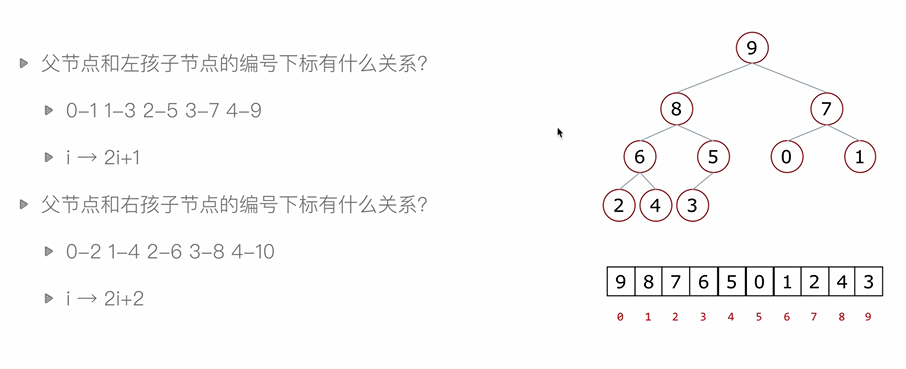 父节点和左孩子节点的编号下标有什么关系?
0–1 1–3 2–5 3–7 4–9
i → 2i+1
父节点和右孩子节点的编号下标有什么关系?
0–2 1–4 2–6 3–8 4–10
i → 2i+2
9
8 7
6 5 0 1
2 4 3
9 8 7 6 5 0 1 2 4 3
0 1 2 3 4 5 6 7 8 9